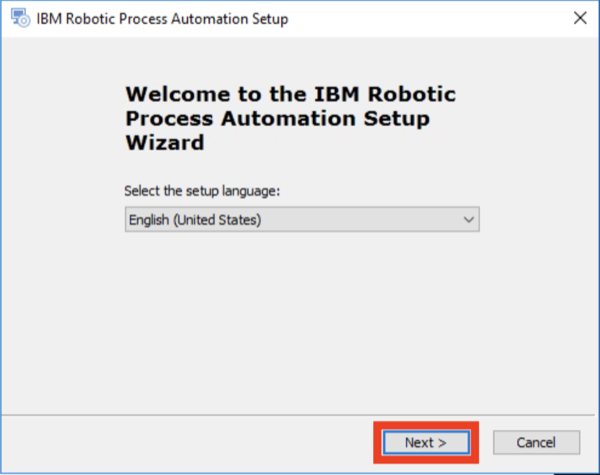 IBM Robotic Process Automation Setup
Welcome to the IBM Robotic
Process Automation Setup
Wizard
Select the setup language:
English (United States)
Next >
Cancel